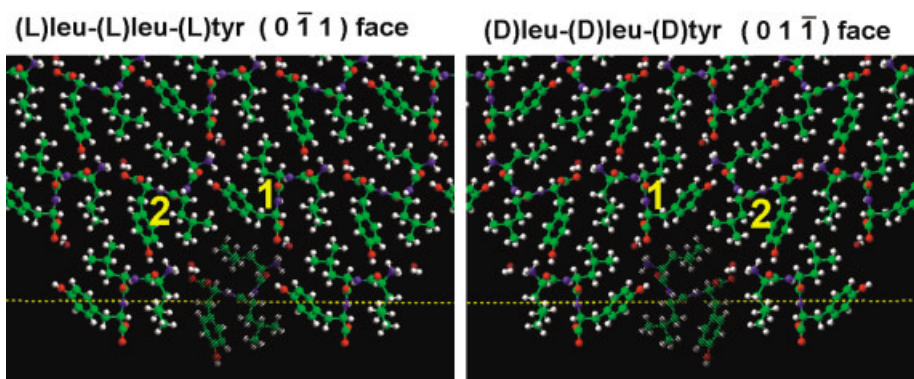 (L)leu-(L)leu-(L)tyr ( 0 1̄ 1 ) face
(D)leu-(D)leu-(D)tyr ( 0 1 1̄ ) face
1
2
1
2